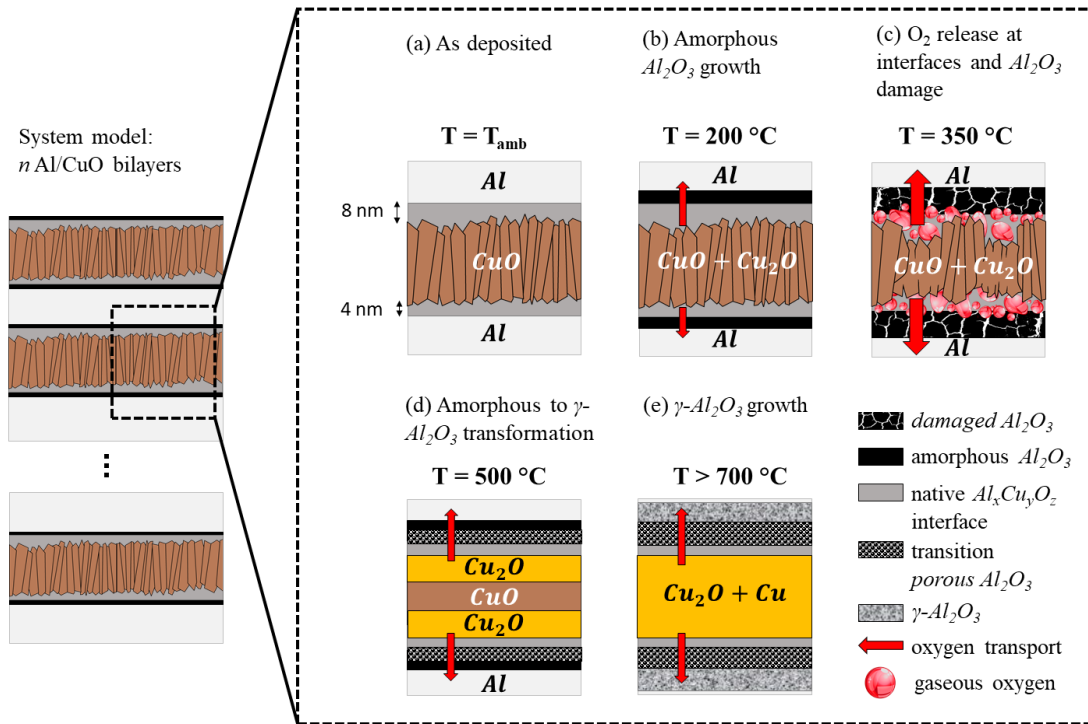 System model:
n Al/CuO bilayers
⋮
(a) As deposited
T = T_amb
Al
8 nm
CuO
4 nm
Al
(b) Amorphous
Al₂O₃ growth
T = 200 °C
Al
CuO + Cu₂O
Al
(c) O₂ release at
interfaces and Al₂O₃
damage
T = 350 °C
Al
CuO + Cu₂O
Al
(d) Amorphous to γ-
Al₂O₃ transformation
T = 500 °C
Cu₂O
CuO
Cu₂O
Al
(e) γ-Al₂O₃ growth
T > 700 °C
Cu₂O + Cu
damaged Al₂O₃
amorphous Al₂O₃
native AlₓCuᵧO_z
interface
transition
porous Al₂O₃
γ-Al₂O₃
oxygen transport
gaseous oxygen